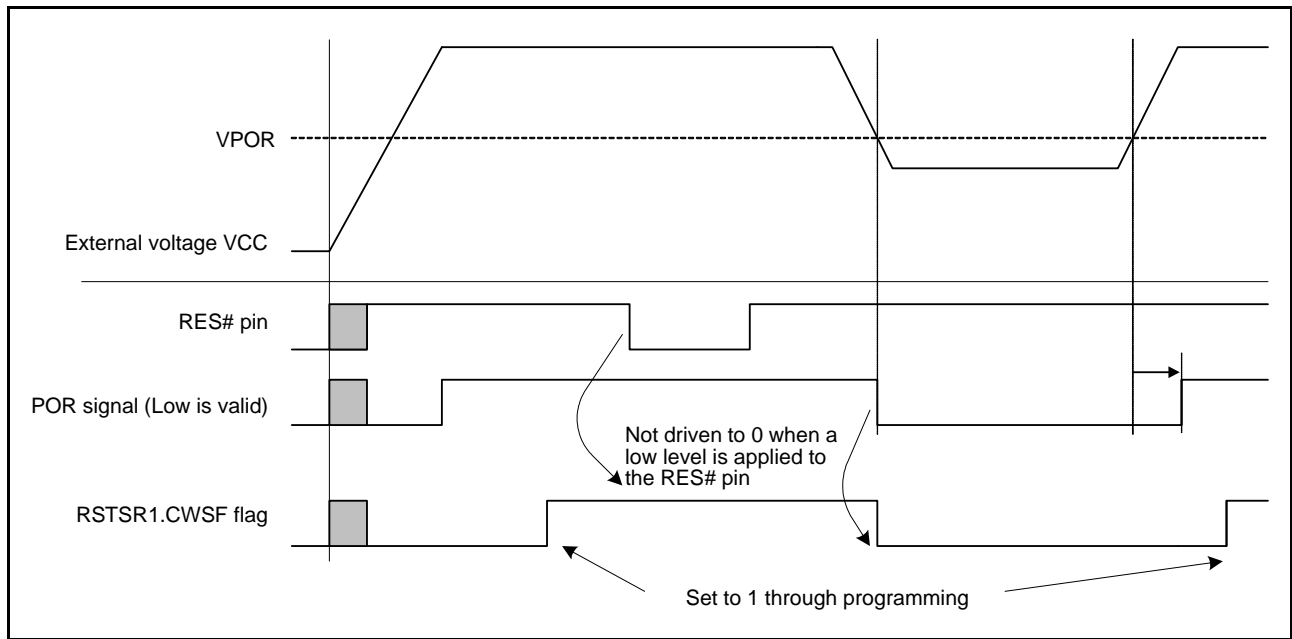 VPOR
External voltage VCC
RES# pin
POR signal (Low is valid)
Not driven to 0 when a
low level is applied to
the RES# pin
RSTSR1.CWSF flag
Set to 1 through programming